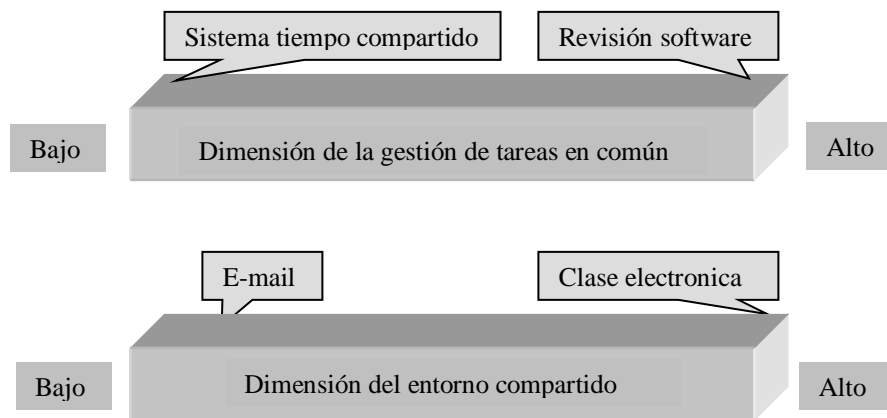 Sistema tiempo compartido
Revisión software
Bajo
Dimensión de la gestión de tareas en común
Alto
E-mail
Clase electronica
Bajo
Dimensión del entorno compartido
Alto